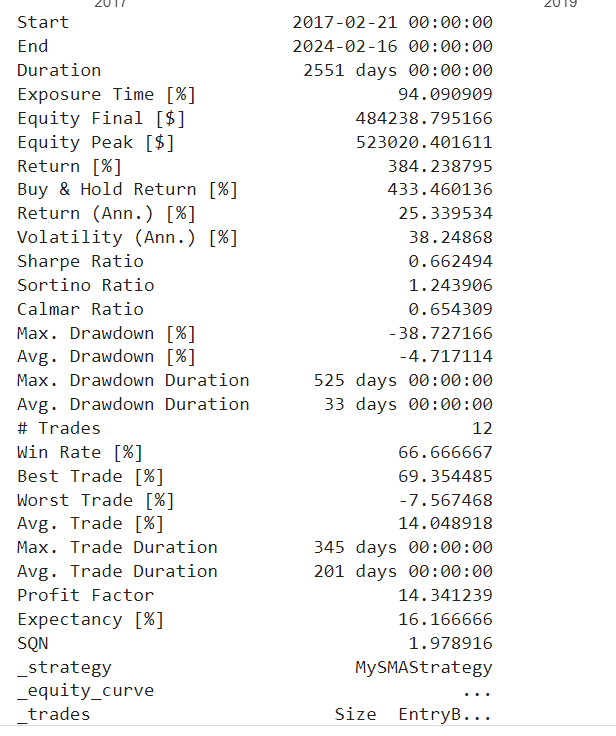 2017 2019
Start 2017-02-21 00:00:00
End 2024-02-16 00:00:00
Duration 2551 days 00:00:00
Exposure Time [%] 94.090909
Equity Final [$] 484238.795166
Equity Peak [$] 523020.401611
Return [%] 384.238795
Buy & Hold Return [%] 433.460136
Return (Ann.) [%] 25.339534
Volatility (Ann.) [%] 38.24868
Sharpe Ratio 0.662494
Sortino Ratio 1.243906
Calmar Ratio 0.654309
Max. Drawdown [%] -38.727166
Avg. Drawdown [%] -4.717114
Max. Drawdown Duration 525 days 00:00:00
Avg. Drawdown Duration 33 days 00:00:00
# Trades 12
Win Rate [%] 66.666667
Best Trade [%] 69.354485
Worst Trade [%] -7.567468
Avg. Trade [%] 14.048918
Max. Trade Duration 345 days 00:00:00
Avg. Trade Duration 201 days 00:00:00
Profit Factor 14.341239
Expectancy [%] 16.166666
SQN 1.978916
_strategy MySMAStrategy
_equity_curve ...
_trades Size EntryB...